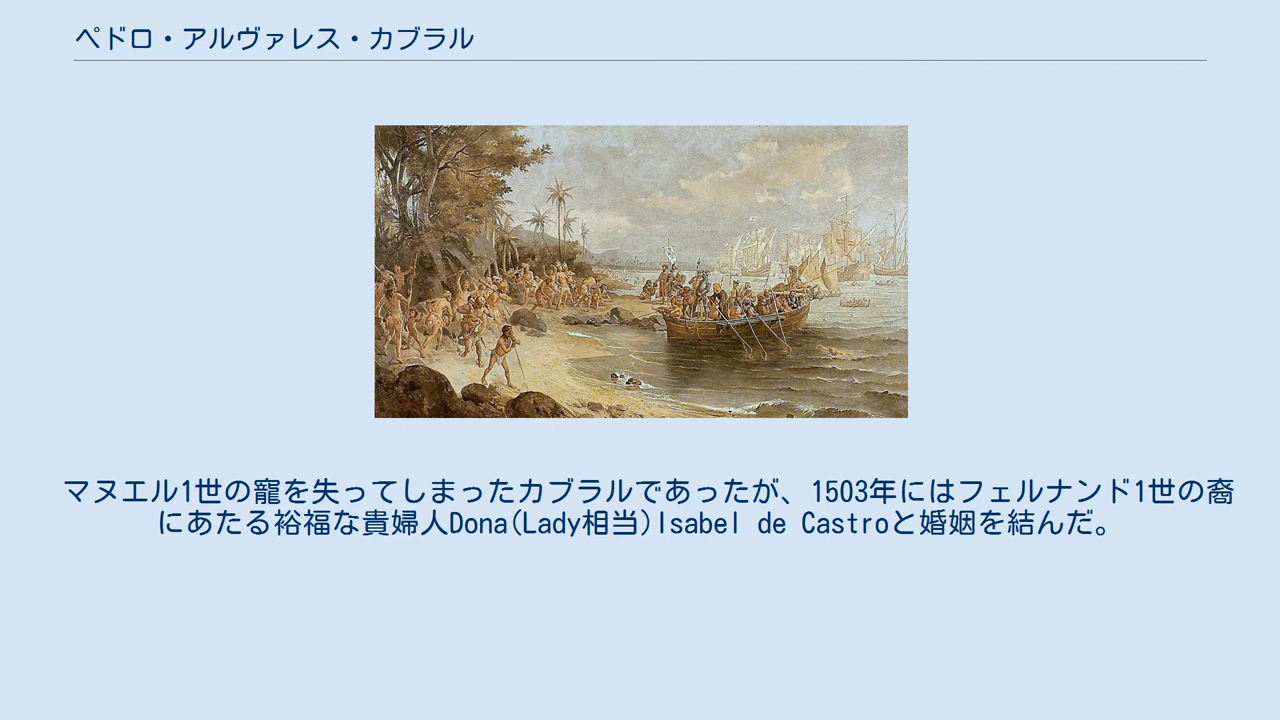 ペドロ・アルヴァレス・カブラル
マヌエル1世の寵を失ってしまったカブラルであったが、1503年にはフェルナンド1世の裔
にあたる裕福な貴婦人Dona(Lady相当)Isabel de Castroと婚姻を結んだ。